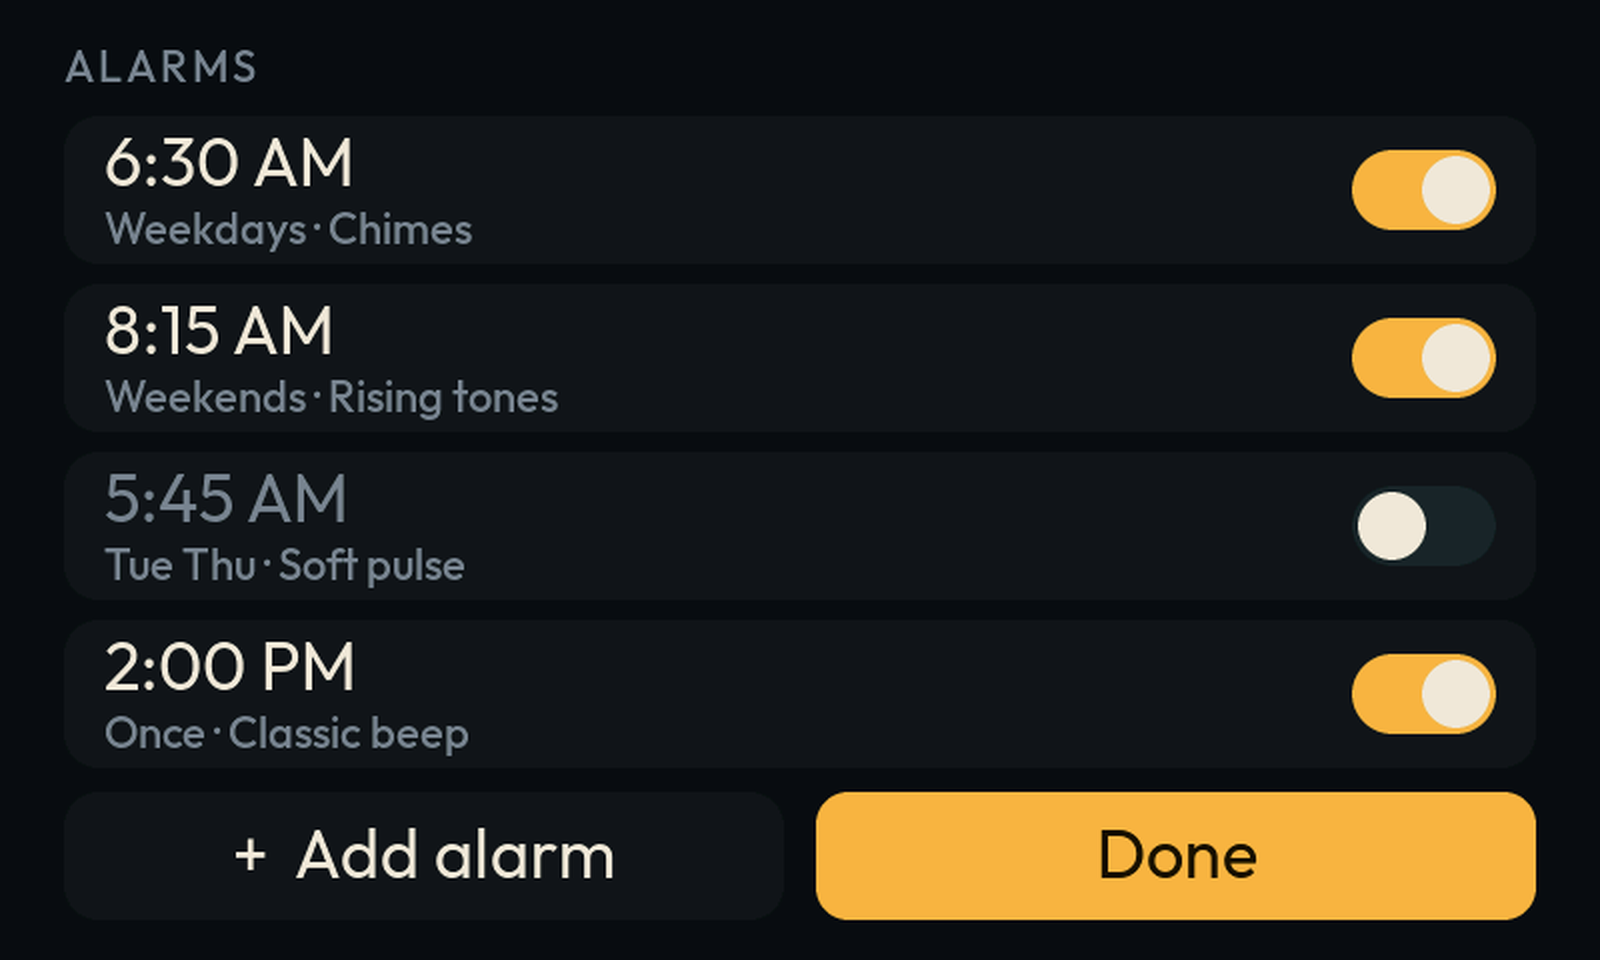 ALARMS
6:30 AM
Weekdays · Chimes
8:15 AM
Weekends · Rising tones
5:45 AM
Tue Thu · Soft pulse
2:00 PM
Once · Classic beep
+ Add alarm
Done